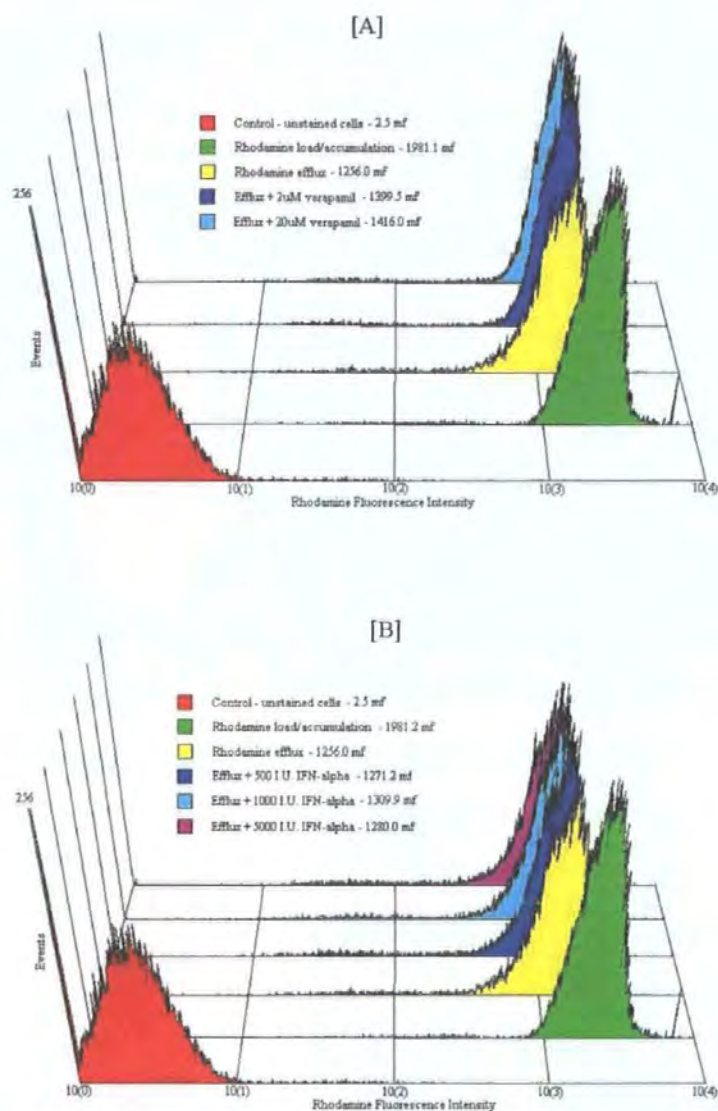 [A]
Control - unstained cells - 2.5 mf
Rhodamine load/accumulation - 1981.1 mf
Rhodamine efflux - 1256.0 mf
Efflux + 2uM verapamil - 1399.5 mf
Efflux + 20uM verapamil - 1416.0 mf
256
Events
10(0) 10(1) 10(2) 10(3) 10(4)
Rhodamine Fluorescence Intensity
[B]
Control - unstained cells - 2.5 mf
Rhodamine load/accumulation - 1981.2 mf
Rhodamine efflux - 1256.0 mf
Efflux + 500 I.U. IFN-alpha - 1271.2 mf
Efflux + 1000 I.U. IFN-alpha - 1309.9 mf
Efflux + 5000 I.U. IFN-alpha - 1280.0 mf
256
Events
10(0) 10(1) 10(2) 10(3) 10(4)
Rhodamine Fluorescence Intensity